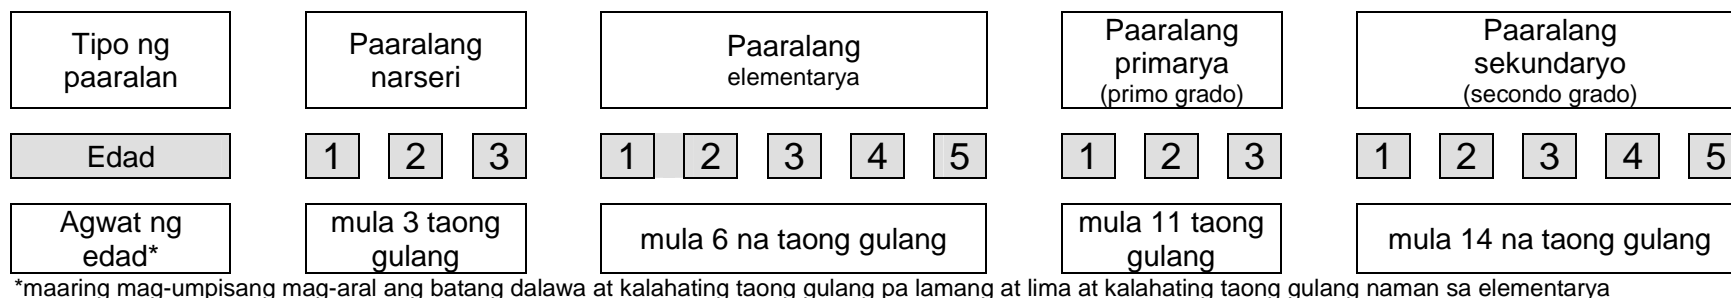 Tipo ng
paaralan
Paaralang
narseri
Paaralang
elementarya
Paaralang
primarya
(primo grado)
Paaralang
sekundaryo
(secondo grado)
Edad
1 2 3
1 2 3 4 5
1 2 3
1 2 3 4 5
Agwat ng
edad*
mula 3 taong
gulang
mula 6 na taong gulang
mula 11 taong
gulang
mula 14 na taong gulang
*maaring mag-umpisang mag-aral ang batang dalawa at kalahating taong gulang pa lamang at lima at kalahating taong gulang naman sa elementarya